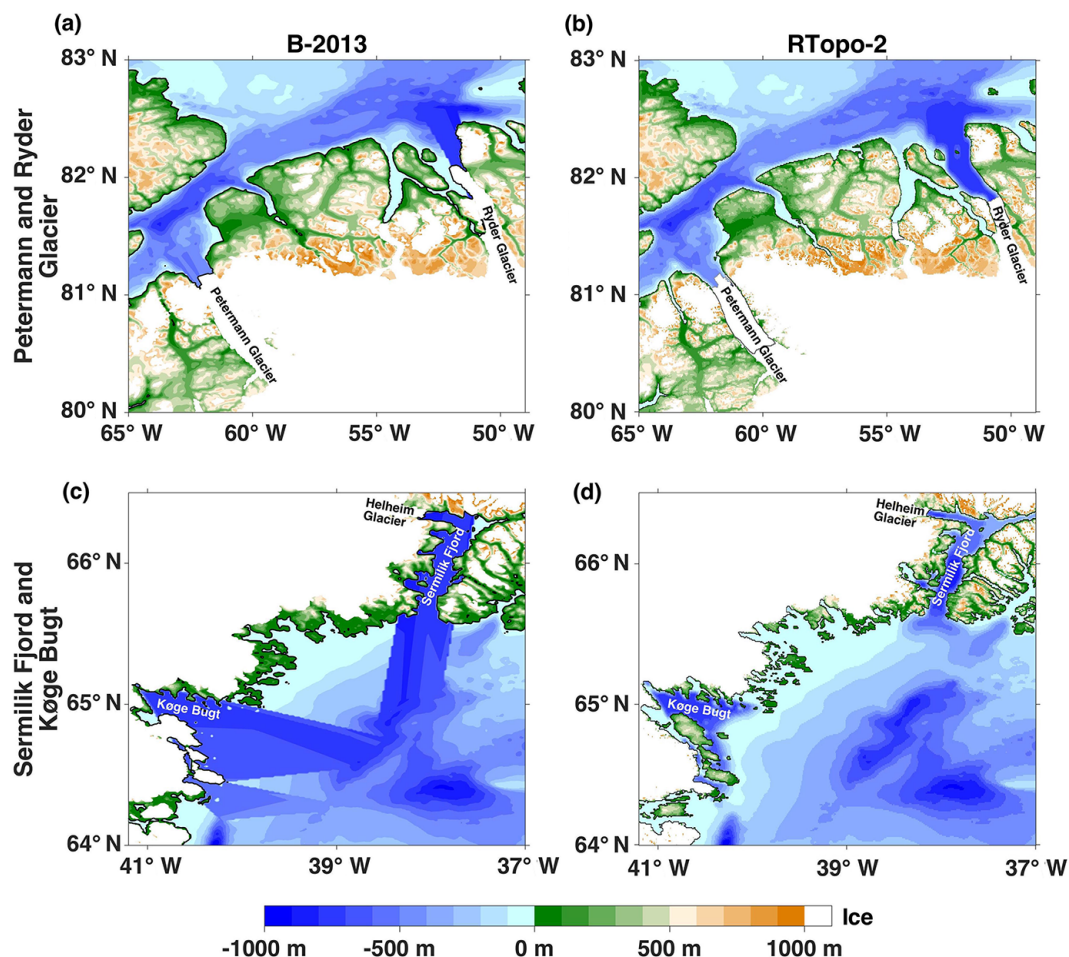 (a)
(b)
B-2013
RTopo-2
Petermann and Ryder
Glacier
83° N
82° N
81° N
80° N
65° W
60° W
55° W
50° W
Petermann Glacier
Ryder Glacier
83° N
82° N
81° N
80° N
65° W
60° W
55° W
50° W
Petermann Glacier
Ryder Glacier
(c)
(d)
Sermilik Fjord and
Køge Bugt
66° N
65° N
64° N
41° W
39° W
37° W
Helheim
Glacier
Sermilik Fjord
Køge Bugt
66° N
65° N
64° N
41° W
39° W
37° W
Helheim
Glacier
Sermilik Fjord
Køge Bugt
Ice
-1000 m
-500 m
0 m
500 m
1000 m